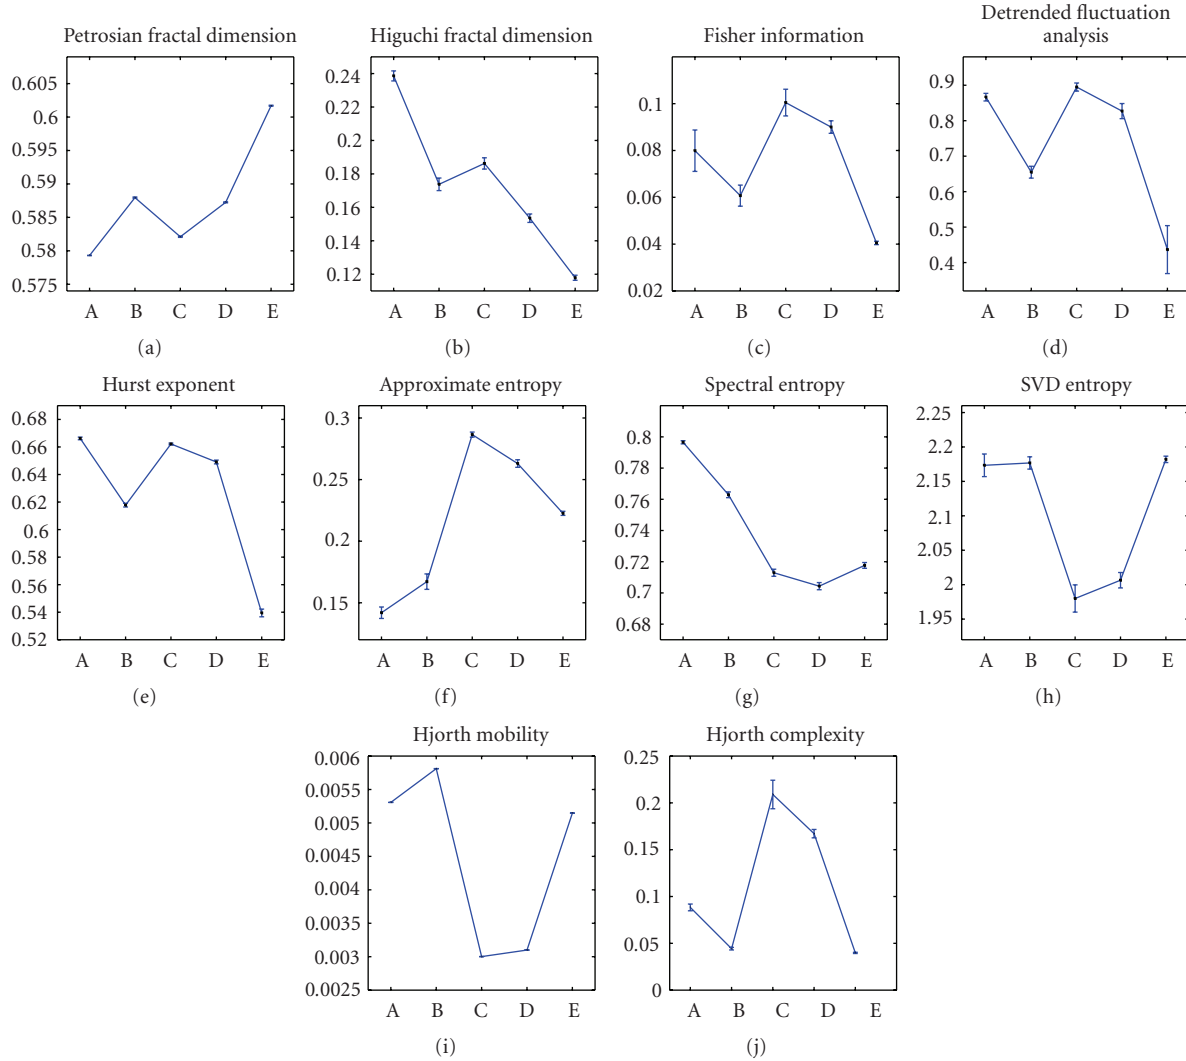 Petrosian fractal dimension
0.605
0.6
0.595
0.59
0.585
0.58
0.575
A B C D E
(a)
Higuchi fractal dimension
0.24
0.22
0.2
0.18
0.16
0.14
0.12
A B C D E
(b)
Fisher information
0.1
0.08
0.06
0.04
0.02
A B C D E
(c)
Detrended fluctuation
analysis
0.9
0.8
0.7
0.6
0.5
0.4
A B C D E
(d)
Hurst exponent
0.68
0.66
0.64
0.62
0.6
0.58
0.56
0.54
0.52
A B C D E
(e)
Approximate entropy
0.3
0.25
0.2
0.15
A B C D E
(f)
Spectral entropy
0.8
0.78
0.76
0.74
0.72
0.7
0.68
A B C D E
(g)
SVD entropy
2.25
2.2
2.15
2.1
2.05
2
1.95
A B C D E
(h)
Hjorth mobility
0.006
0.0055
0.005
0.0045
0.004
0.0035
0.003
0.0025
A B C D E
(i)
Hjorth complexity
0.25
0.2
0.15
0.1
0.05
0
A B C D E
(j)